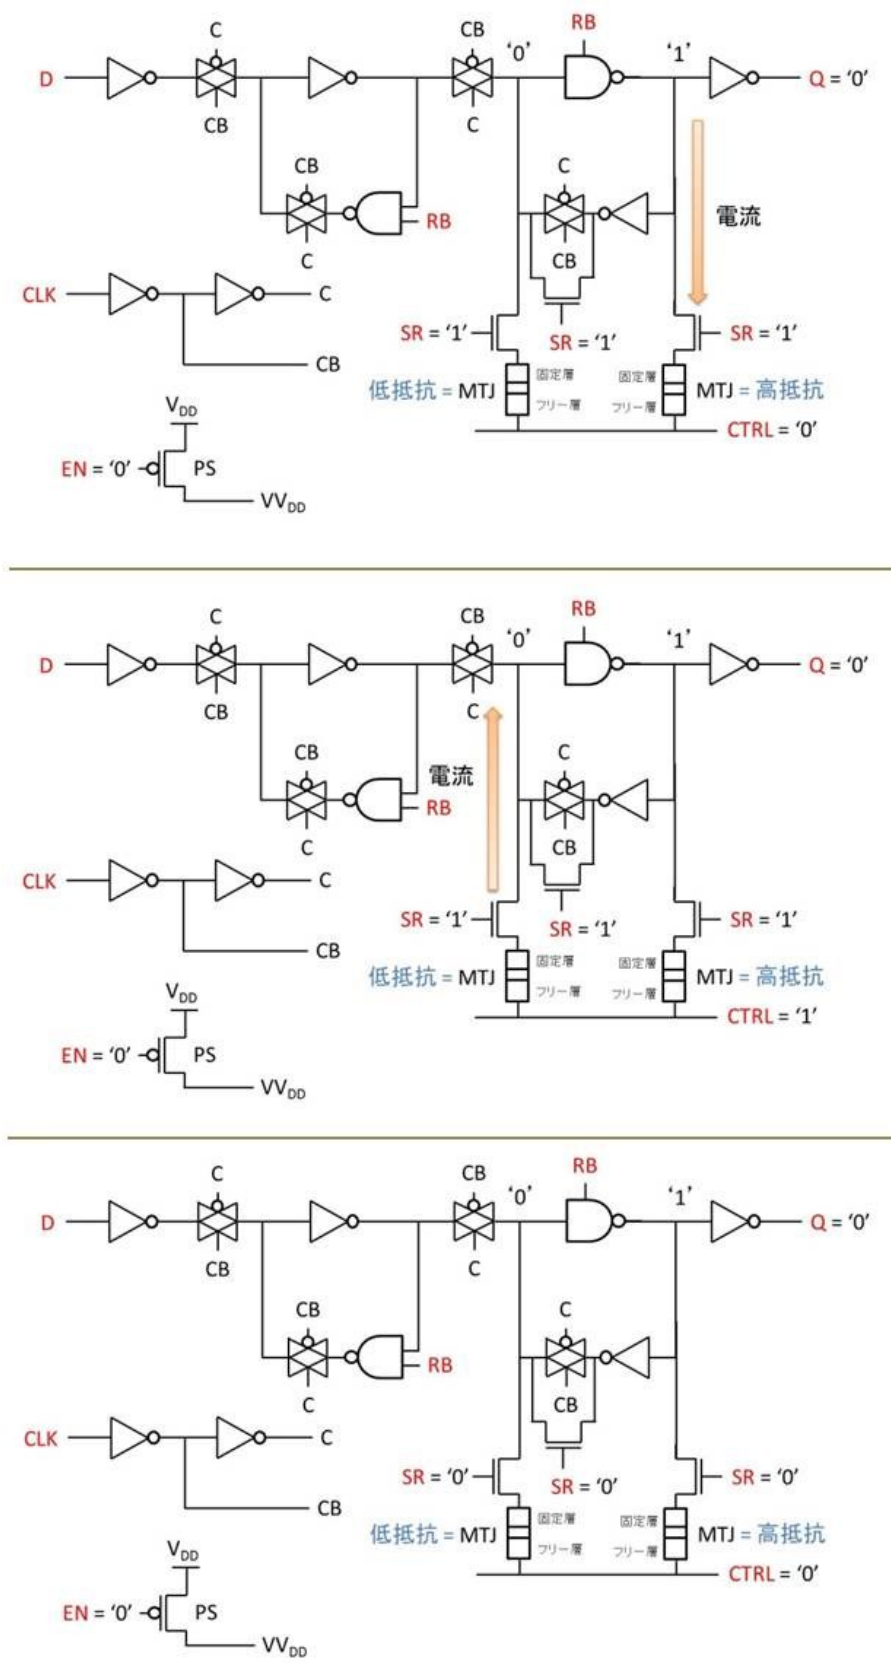 C
CB
'0'
RB
'1'
D
Q = '0'
CB
C
CB
C
電流
RB
C
CB
CLK
C
SR = '1'
SR = '1'
SR = '1'
CB
低抵抗 = MTJ
固定層
フリー層
固定層
フリー層
MTJ = 高抵抗
CTRL = '0'
VDD
EN = '0'
PS
VVDD
C
CB
'0'
RB
'1'
D
Q = '0'
CB
C
CB
電流
C
RB
C
CB
CLK
C
SR = '1'
SR = '1'
SR = '1'
CB
低抵抗 = MTJ
固定層
フリー層
固定層
フリー層
MTJ = 高抵抗
CTRL = '1'
VDD
EN = '0'
PS
VVDD
C
CB
'0'
RB
'1'
D
Q = '0'
CB
C
CB
C
RB
C
CB
CLK
C
SR = '0'
SR = '0'
SR = '0'
CB
低抵抗 = MTJ
固定層
フリー層
固定層
フリー層
MTJ = 高抵抗
CTRL = '0'
VDD
EN = '0'
PS
VVDD